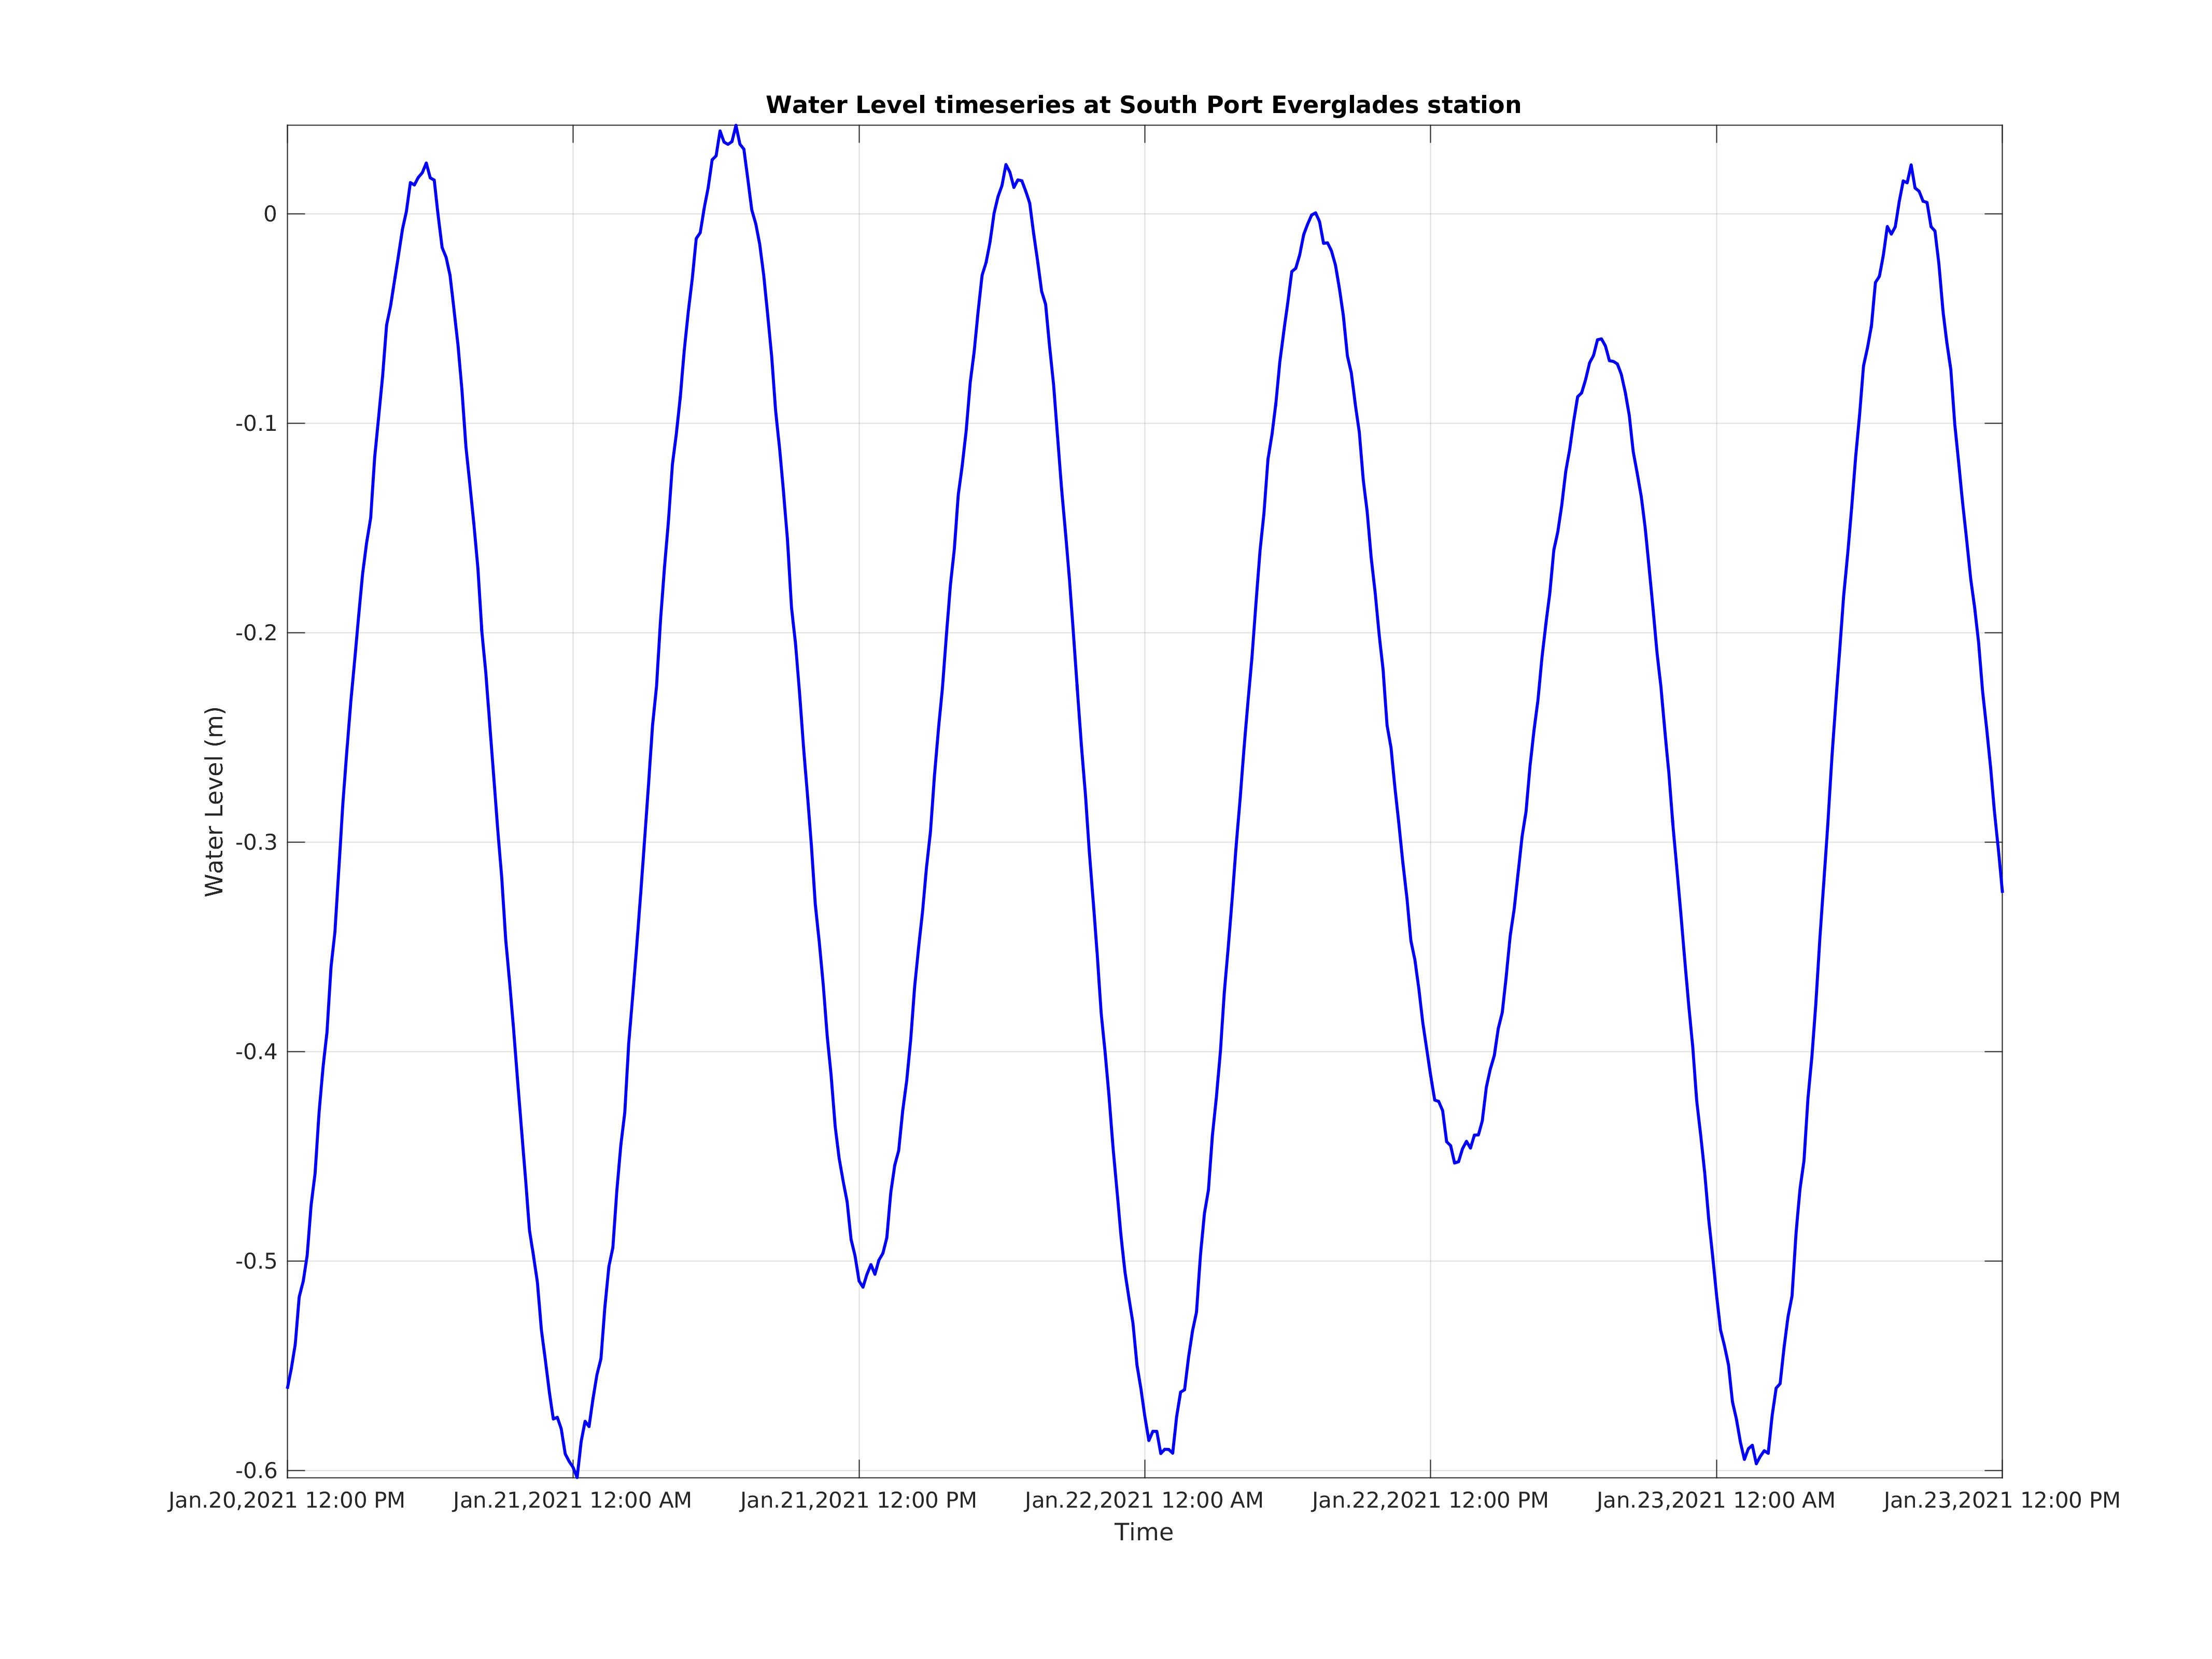 Water Level timeseries at South Port Everglades station
0
-0.1
-0.2
-0.3
-0.4
-0.5
-0.6
Water Level (m)
Jan.20,2021 12:00 PM
Jan.21,2021 12:00 AM
Jan.21,2021 12:00 PM
Jan.22,2021 12:00 AM
Jan.22,2021 12:00 PM
Jan.23,2021 12:00 AM
Jan.23,2021 12:00 PM
Time